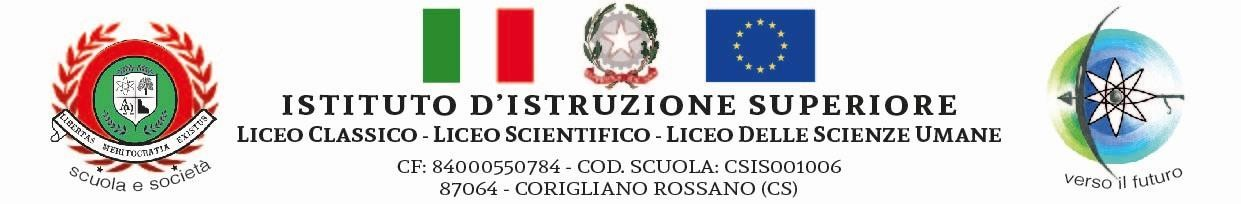 ISTITUTO D'ISTRUZIONE SUPERIORE
LICEO CLASSICO - LICEO SCIENTIFICO - LICEO DELLE SCIENZE UMANE
CF: 84000550784 - COD. SCUOLA: CSIS001006
87064 - CORIGLIANO ROSSANO (CS)
LIBERTAS MERITOCRATIA EXISTUS
scuola e società
verso il futuro